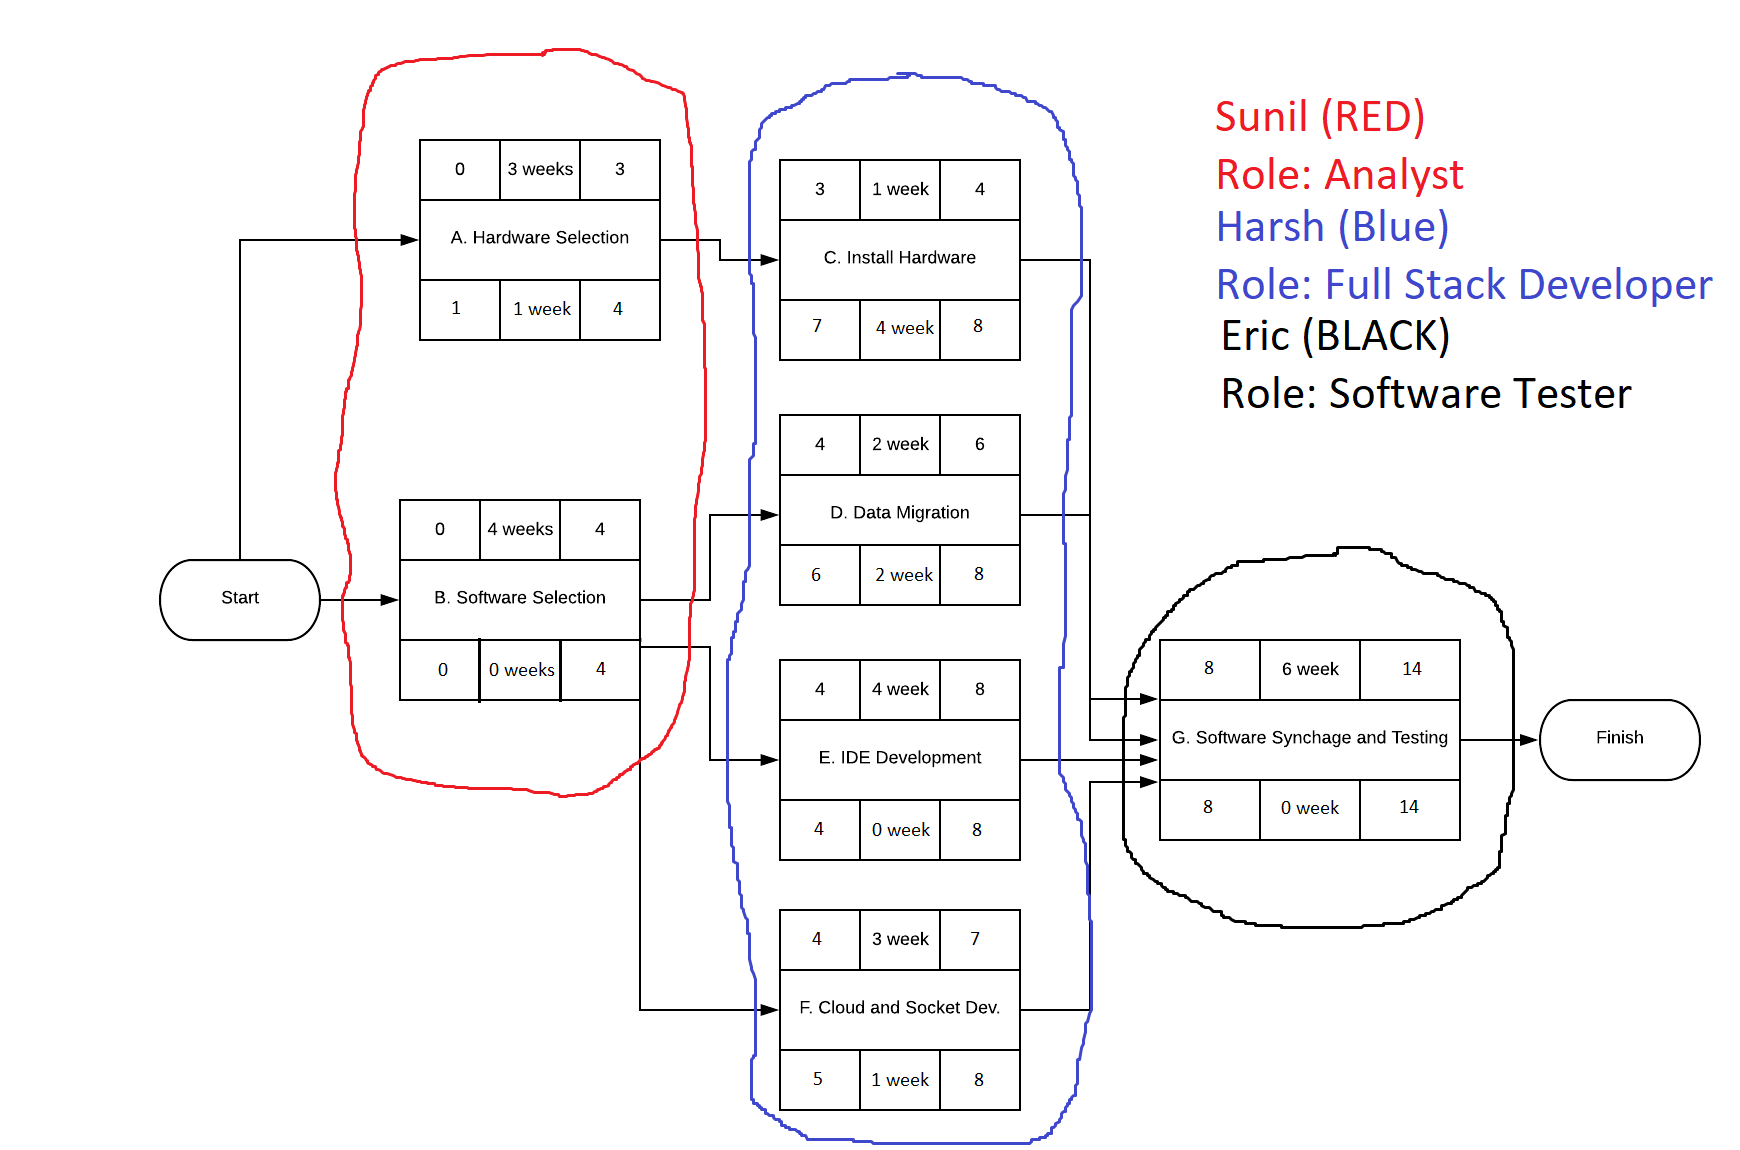 Sunil (RED)
Role: Analyst
Harsh (Blue)
Role: Full Stack Developer
Eric (BLACK)
Role: Software Tester
Start
0 3 weeks 3
A. Hardware Selection
1 1 week 4
0 4 weeks 4
B. Software Selection
0 0 weeks 4
3 1 week 4
C. Install Hardware
7 4 week 8
4 2 week 6
D. Data Migration
6 2 week 8
4 4 week 8
E. IDE Development
4 0 week 8
4 3 week 7
F. Cloud and Socket Dev.
5 1 week 8
8 6 week 14
G. Software Synchage and Testing
8 0 week 14
Finish